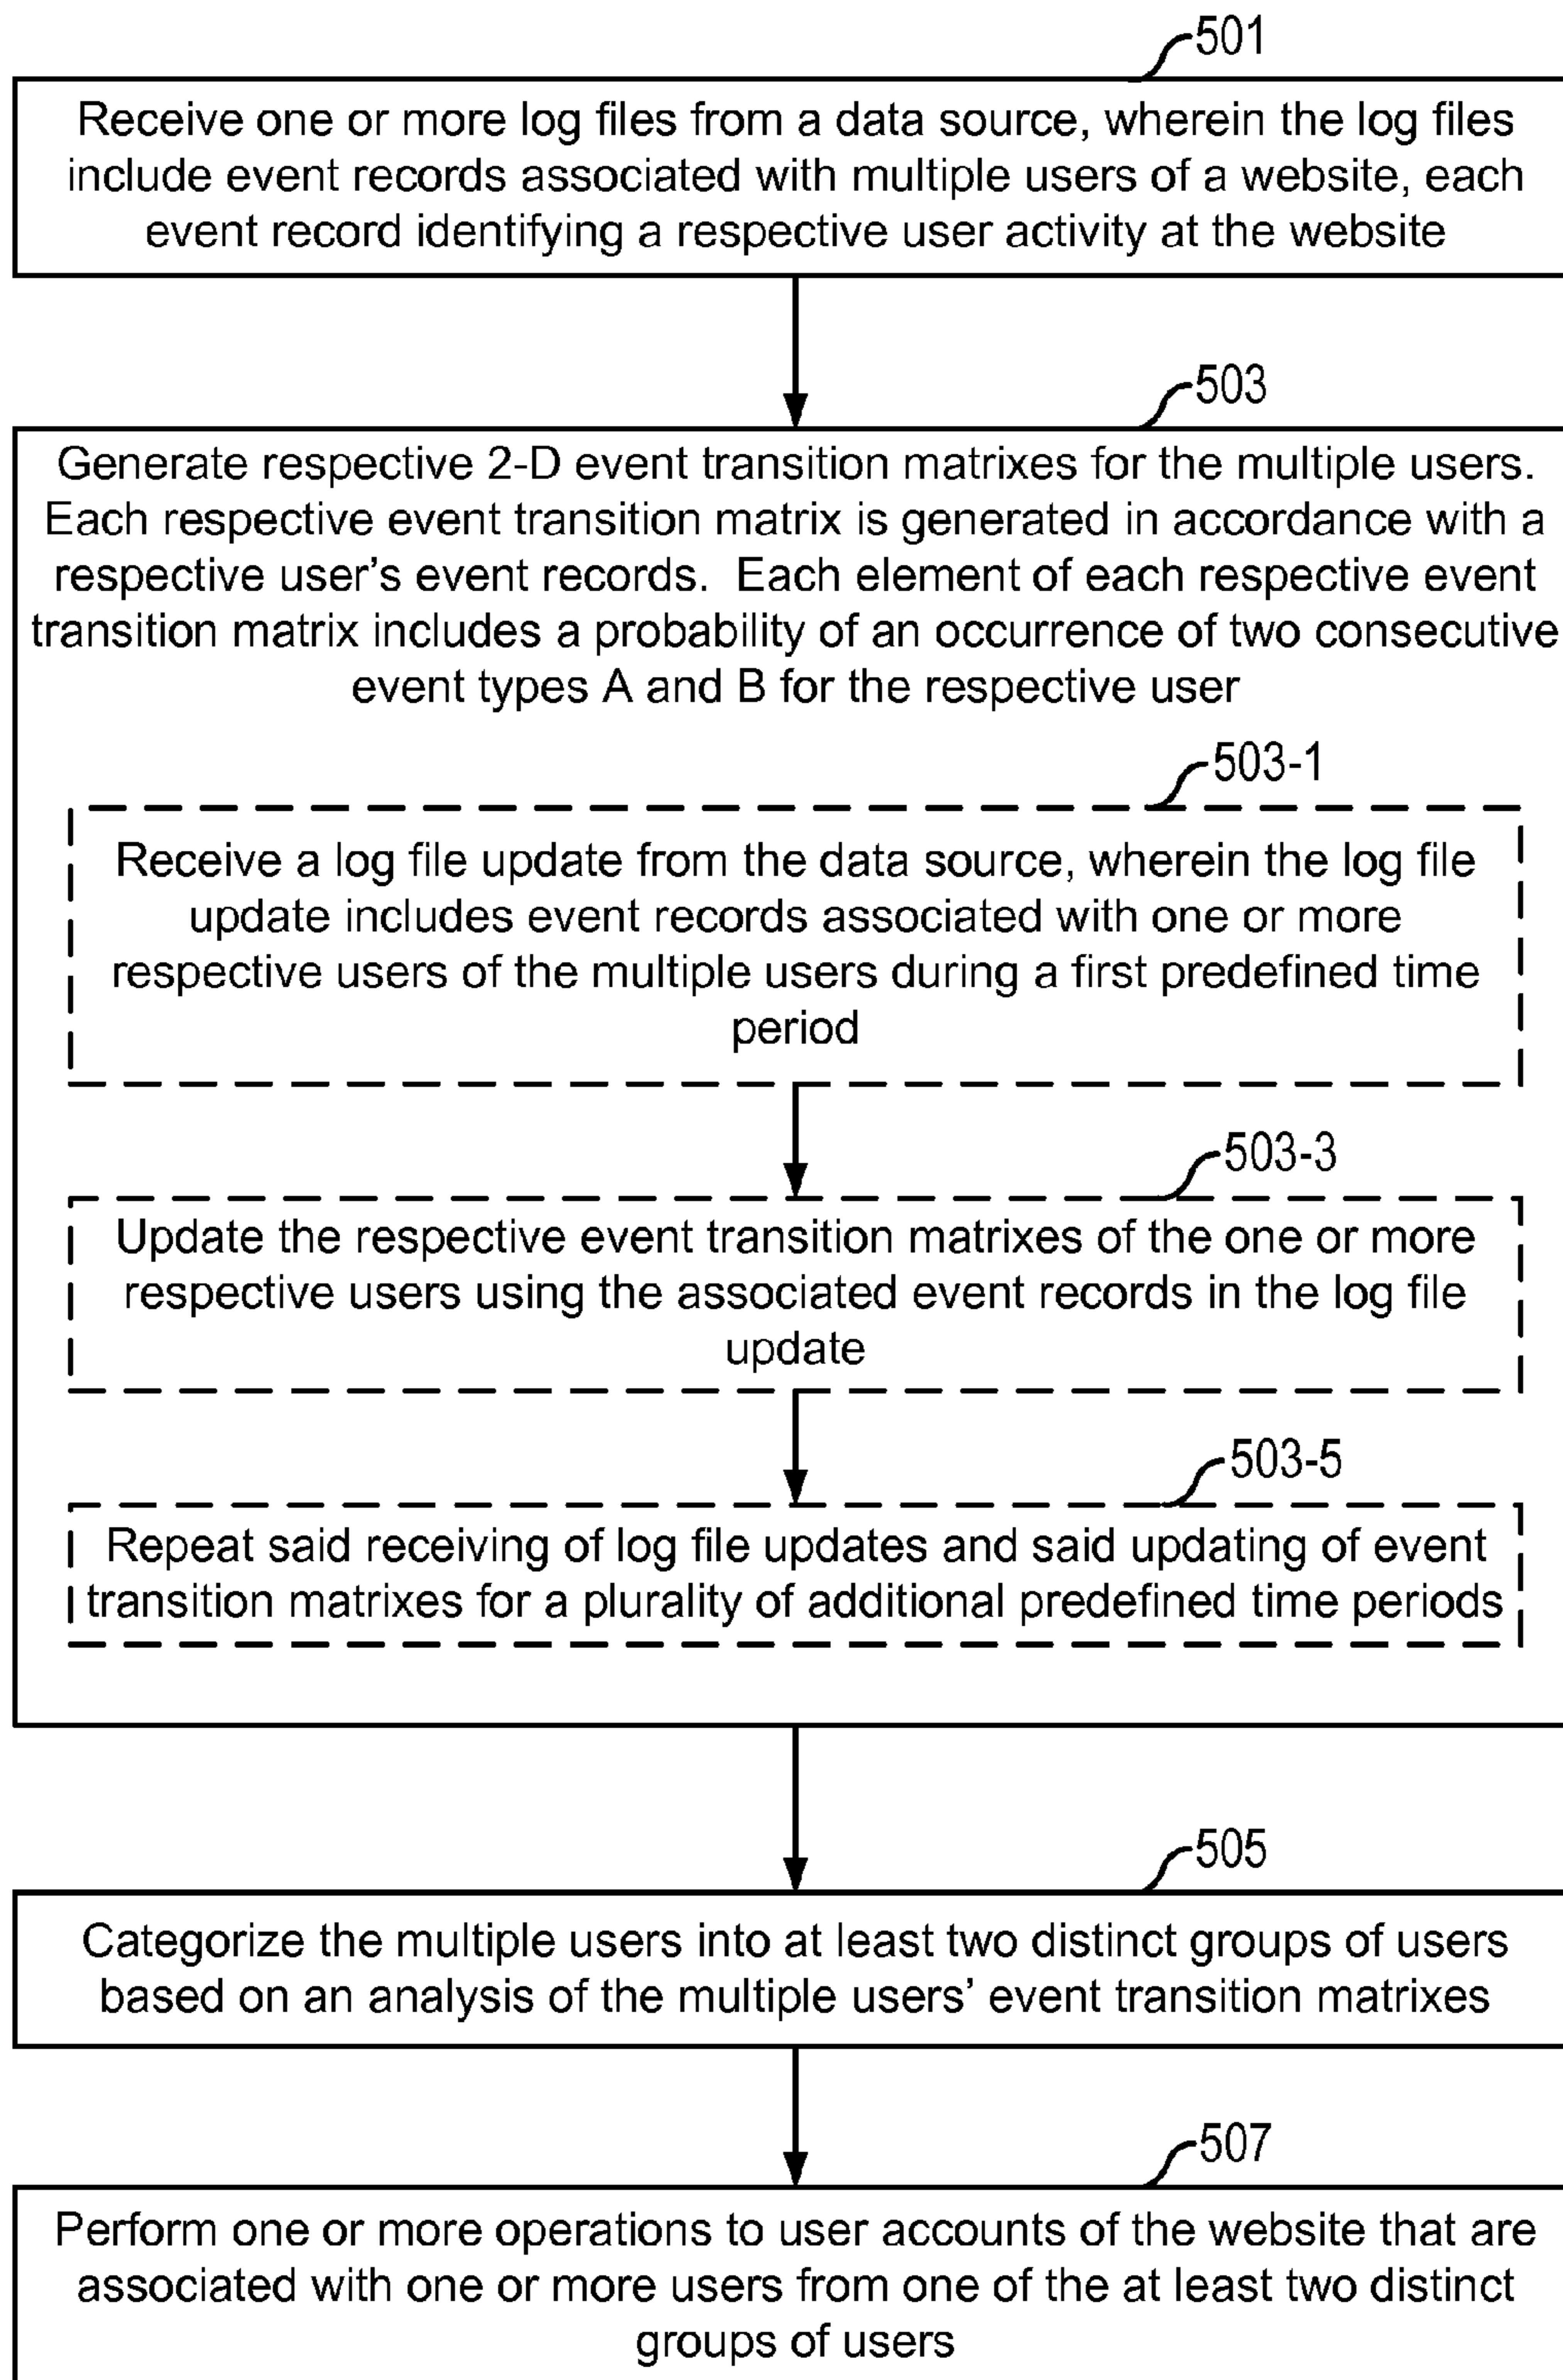 501
Receive one or more log files from a data source, wherein the log files
include event records associated with multiple users of a website, each
event record identifying a respective user activity at the website
503
Generate respective 2-D event transition matrixes for the multiple users.
Each respective event transition matrix is generated in accordance with a
respective user's event records. Each element of each respective event
transition matrix includes a probability of an occurrence of two consecutive
event types A and B for the respective user
503-1
Receive a log file update from the data source, wherein the log file
update includes event records associated with one or more
respective users of the multiple users during a first predefined time
period
503-3
Update the respective event transition matrixes of the one or more
respective users using the associated event records in the log file
update
503-5
Repeat said receiving of log file updates and said updating of event
transition matrixes for a plurality of additional predefined time periods
505
Categorize the multiple users into at least two distinct groups of users
based on an analysis of the multiple users’ event transition matrixes
507
Perform one or more operations to user accounts of the website that are
associated with one or more users from one of the at least two distinct
groups of users